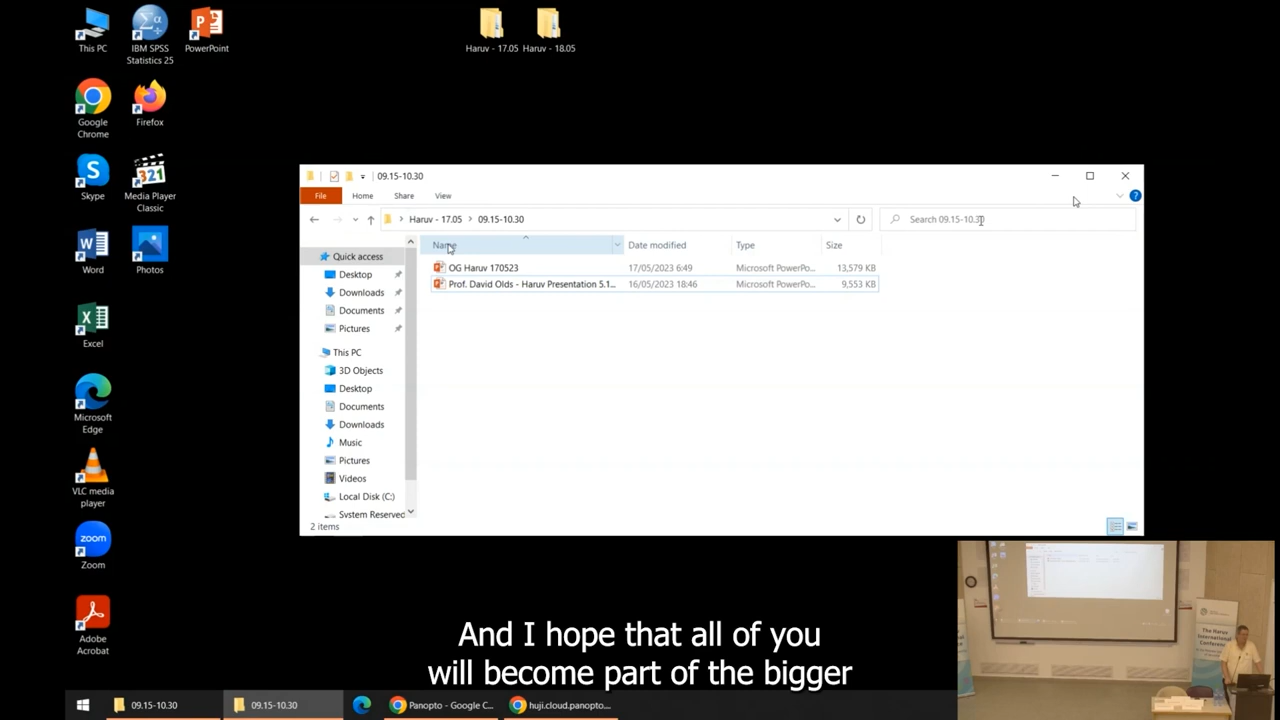 This PC
IBM SPSS
Statistics 25
PowerPoint
Haruv - 17.05
Haruv - 18.05
Google
Chrome
Firefox
Skype
Media Player
Classic
Word
Photos
Excel
Microsoft
Edge
VLC media
player
zoom
Zoom
Adobe
Acrobat
09.15-10.30
File
Home
Share
View
Haruv - 17.05
09.15-10.30
Search 09.15-10.30
Name
Date modified
Type
Size
OG Haruv 170523
17/05/2023 6:49
Microsoft PowerPo...
13,579 KB
Prof. David Olds - Haruv Presentation 5.1...
16/05/2023 18:46
Microsoft PowerPo...
9,553 KB
Quick access
Desktop
Downloads
Documents
Pictures
This PC
3D Objects
Desktop
Documents
Downloads
Music
Pictures
Videos
Local Disk (C:)
System Reserved
2 items
The Haruv
International
Conference
And I hope that all of you
will become part of the bigger
09.15-10.30
09.15-10.30
Panopto - Google C...
huji.cloud.panopto...